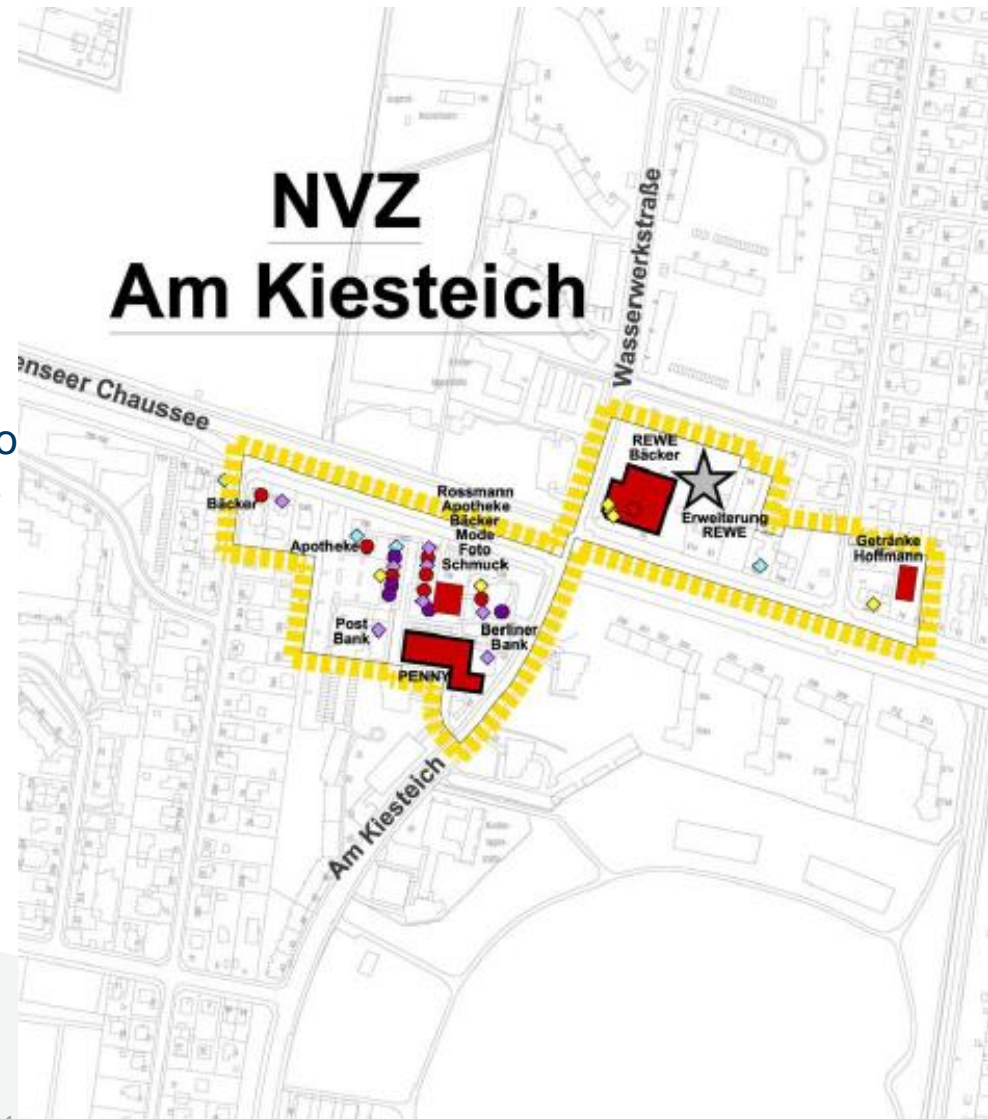 NVZ
Am Kiesteich
enseer Chaussee
Wasserwerkstraße
o
REWE
Bäcker
Erweiterung
REWE
Getränke
Hoffmann
Bäcker
Rossmann
Apotheke
Bäcker
Mode
Foto
Schmuck
Apotheke
Post
Bank
Berliner
Bank
PENNY
Am Kiesteich